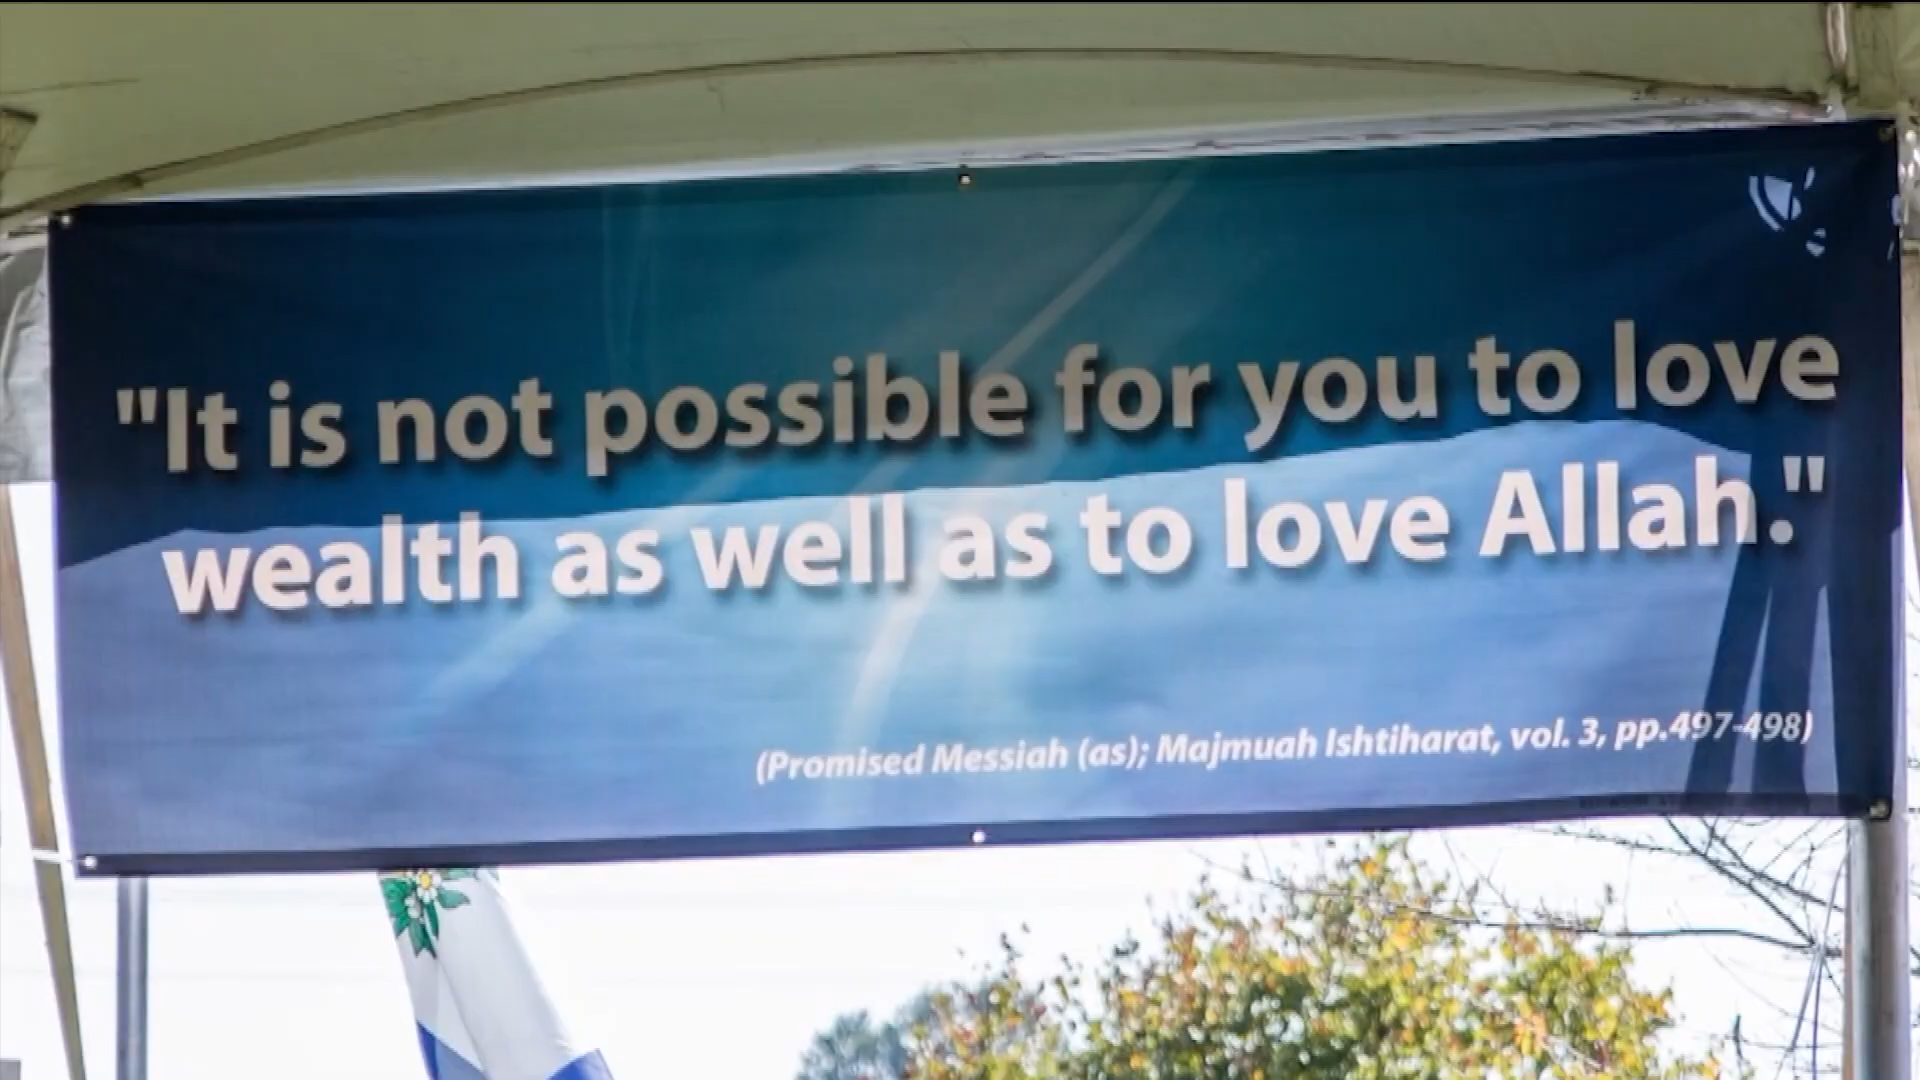 "It is not possible for you to love
wealth as well as to love Allah."
(Promised Messiah (as); Majmuah Ishtiharat, vol. 3, pp.497-498)